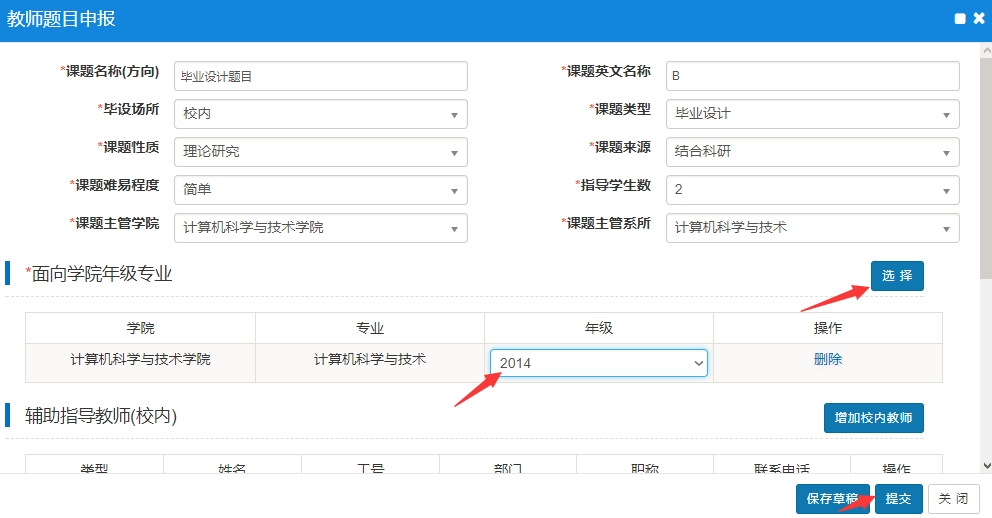 教师题目申报
*课题名称(方向) 毕业设计题目 *课题英文名称 B
*毕设场所 校内 *课题类型 毕业设计
*课题性质 理论研究 *课题来源 结合科研
*课题难易程度 简单 *指导学生数 2
*课题主管学院 计算机科学与技术学院 *课题主管系所 计算机科学与技术
*面向学院年级专业 选 择
学院 专业 年级 操作
计算机科学与技术学院 计算机科学与技术 2014 删除
辅助指导教师(校内) 增加校内教师
类型 姓名 工号 部门 职称 联系电话 操作
保存草稿 提交 关 闭